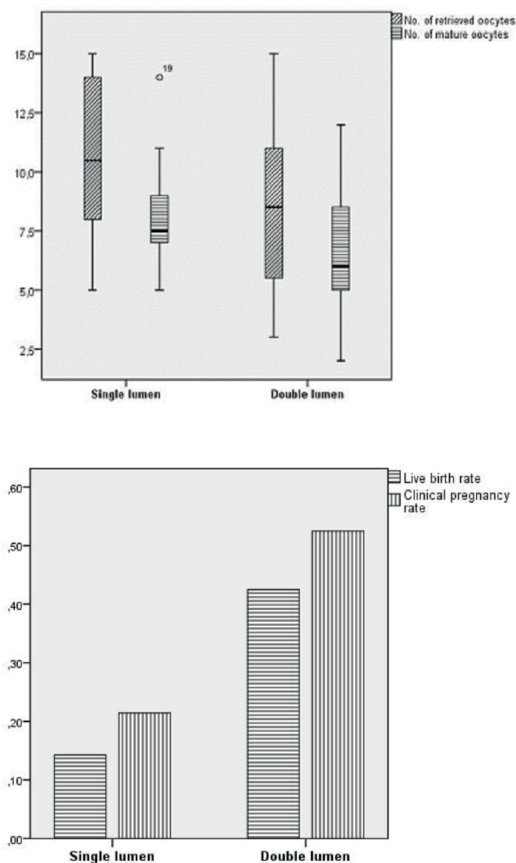 No. of retrieved oocytes
No. of mature oocytes
15,0
12,5
10,0
7,5
5,0
2,5
19
Single lumen
Double lumen
Live birth rate
Clinical pregnancy
rate
,60
,50
,40
,30
,20
,10
,00
Single lumen
Double lumen